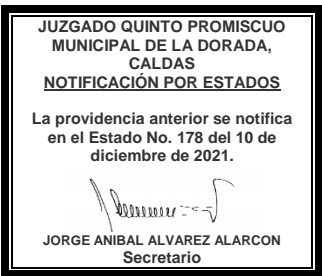 JUZGADO QUINTO PROMISCUO
MUNICIPAL DE LA DORADA,
CALDAS
NOTIFICACIÓN POR ESTADOS
La providencia anterior se notifica
en el Estado No. 178 del 10 de
diciembre de 2021.
JORGE ANIBAL ALVAREZ ALARCON
Secretario